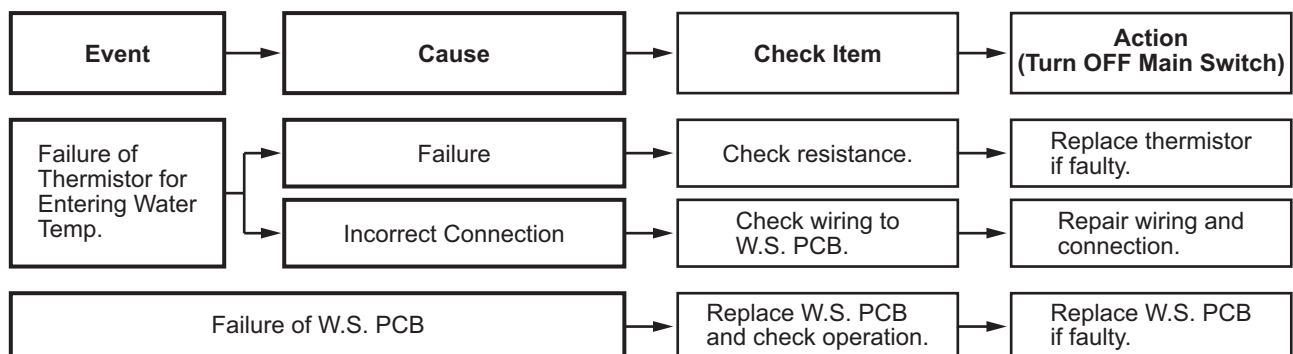 Event
Cause
Check Item
Action
(Turn OFF Main Switch)
Failure of
Thermistor for
Entering Water
Temp.
Failure
Check resistance.
Replace thermistor
if faulty.
Incorrect Connection
Check wiring to
W.S. PCB.
Repair wiring and
connection.
Failure of W.S. PCB
Replace W.S. PCB
and check operation.
Replace W.S. PCB
if faulty.